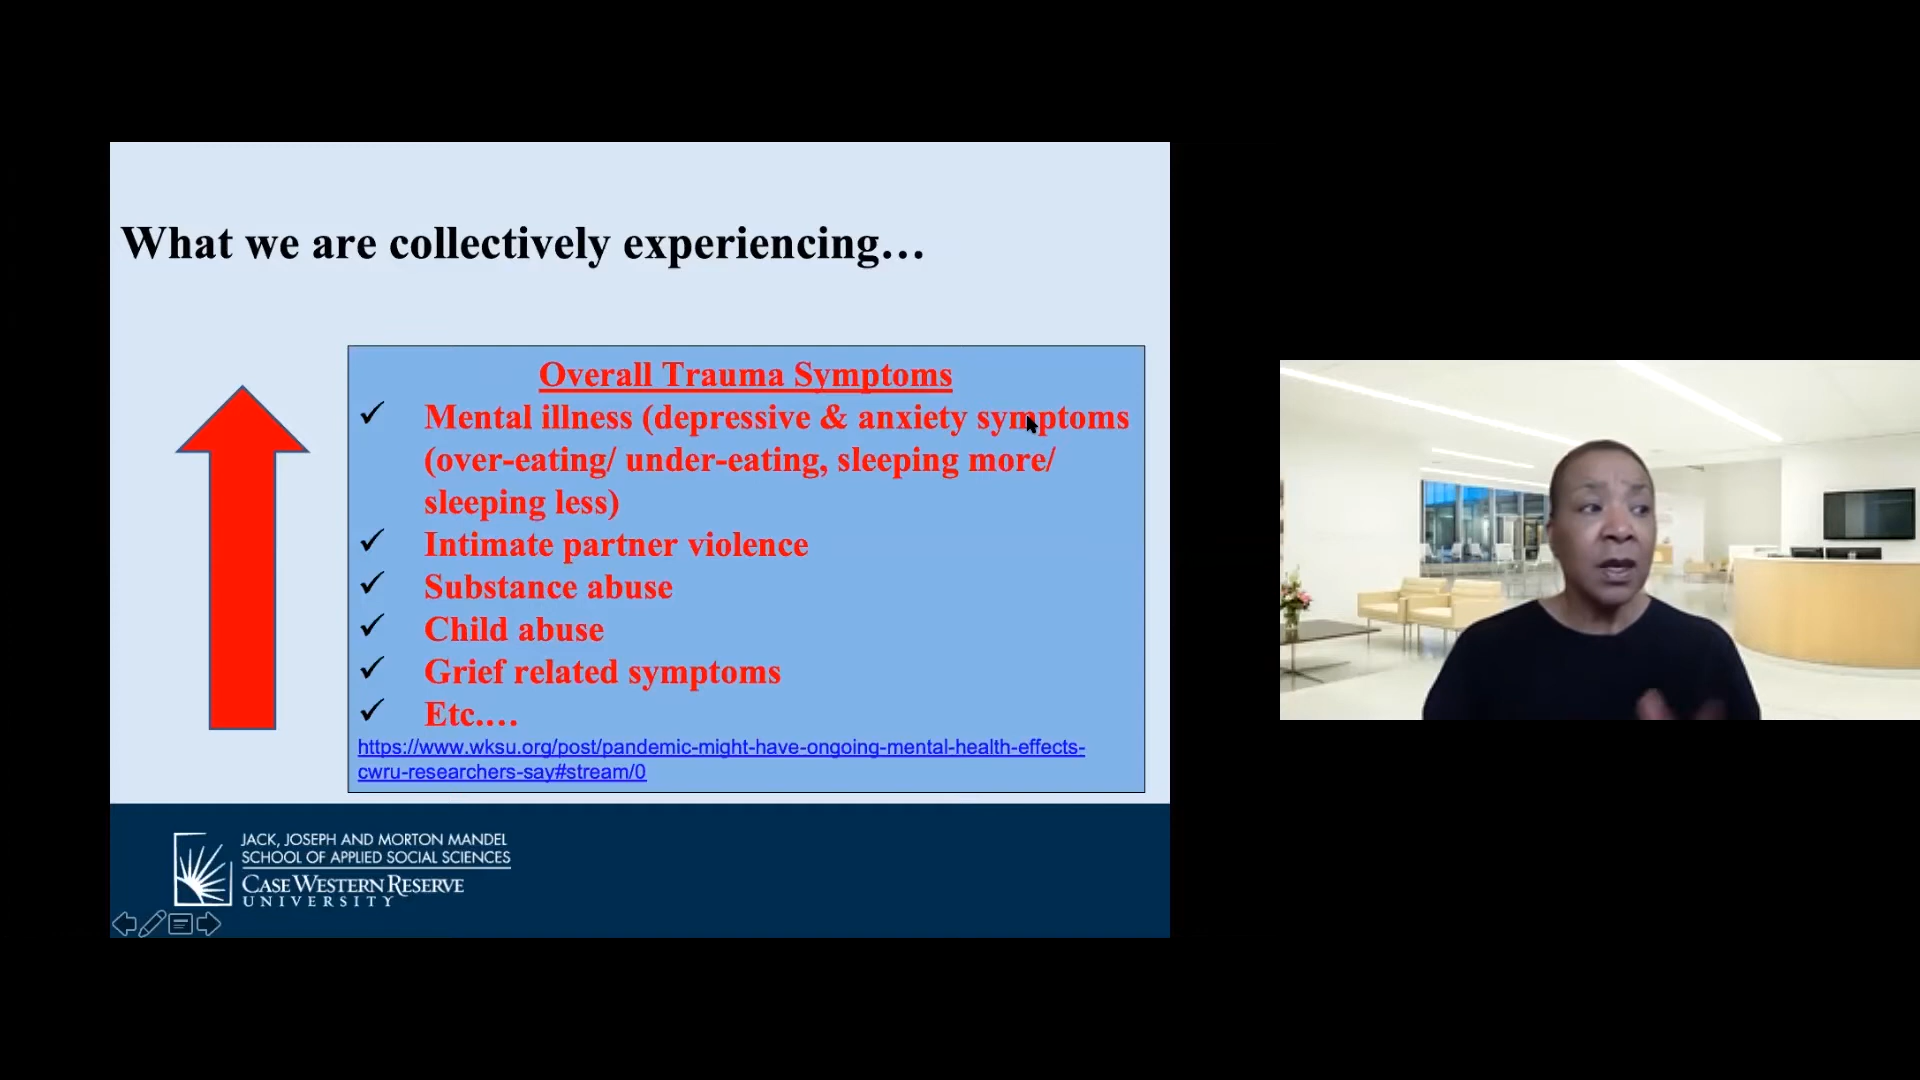 What we are collectively experiencing…
Overall Trauma Symptoms
✓ Mental illness (depressive & anxiety symptoms
(over-eating/ under-eating, sleeping more/
sleeping less)
✓ Intimate partner violence
✓ Substance abuse
✓ Child abuse
✓ Grief related symptoms
✓ Etc.…
https://www.wksu.org/post/pandemic-might-have-ongoing-mental-health-effects-
cwru-researchers-say#stream/0
JACK, JOSEPH AND MORTON MANDEL
SCHOOL OF APPLIED SOCIAL SCIENCES
CASE WESTERN RESERVE
UNIVERSITY